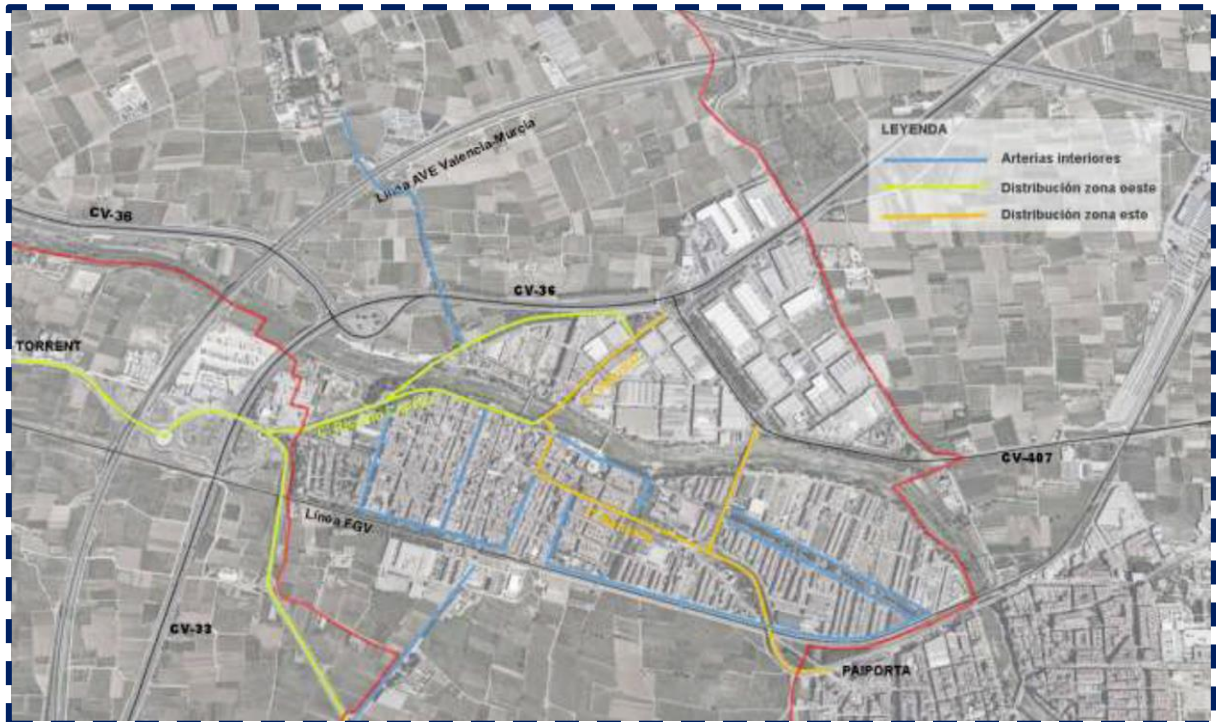 Línea AVE Valencia-Murcia
LEYENDA
Arterias interiores
Distribución zona oeste
Distribución zona este
CV-36
CV-36
TORRENT
CV-407
Línea FGV
CV-33
PAIPORTA